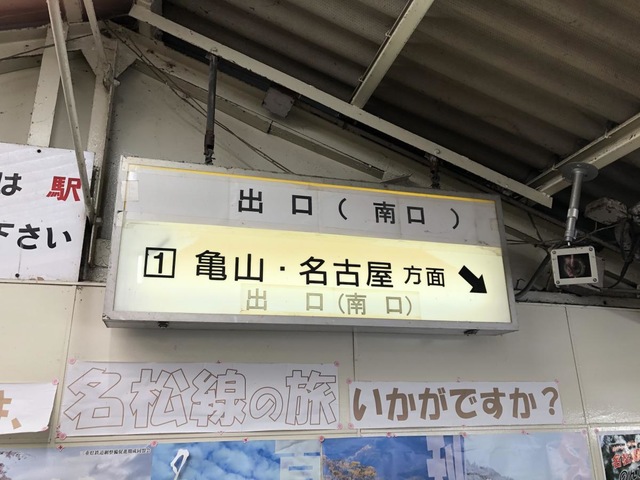 は 駅
下さい
出口(南口)
1 亀山・名古屋 方面 ↘
出口(南口)
名松線の旅 いかがですか?